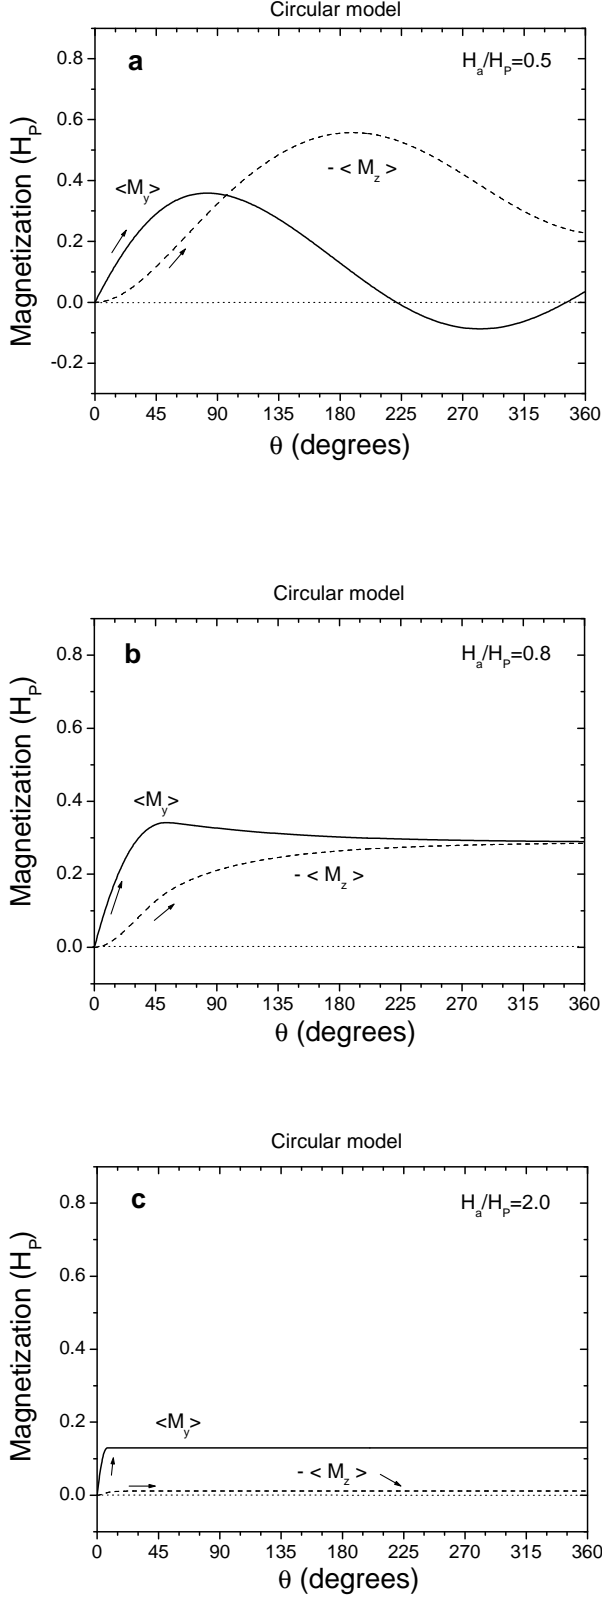 Circular model
a
H_a/H_P=0.5
0.8
0.6
0.4
0.2
0.0
-0.2
Magnetization (H_P)
<M_y>
- < M_z >
0 45 90 135 180 225 270 315 360
θ (degrees)
Circular model
b
H_a/H_P=0.8
0.8
0.6
0.4
0.2
0.0
Magnetization (H_P)
<M_y>
- < M_z >
0 45 90 135 180 225 270 315 360
θ (degrees)
Circular model
c
H_a/H_P=2.0
0.8
0.6
0.4
0.2
0.0
Magnetization (H_P)
<M_y>
- < M_z >
0 45 90 135 180 225 270 315 360
θ (degrees)